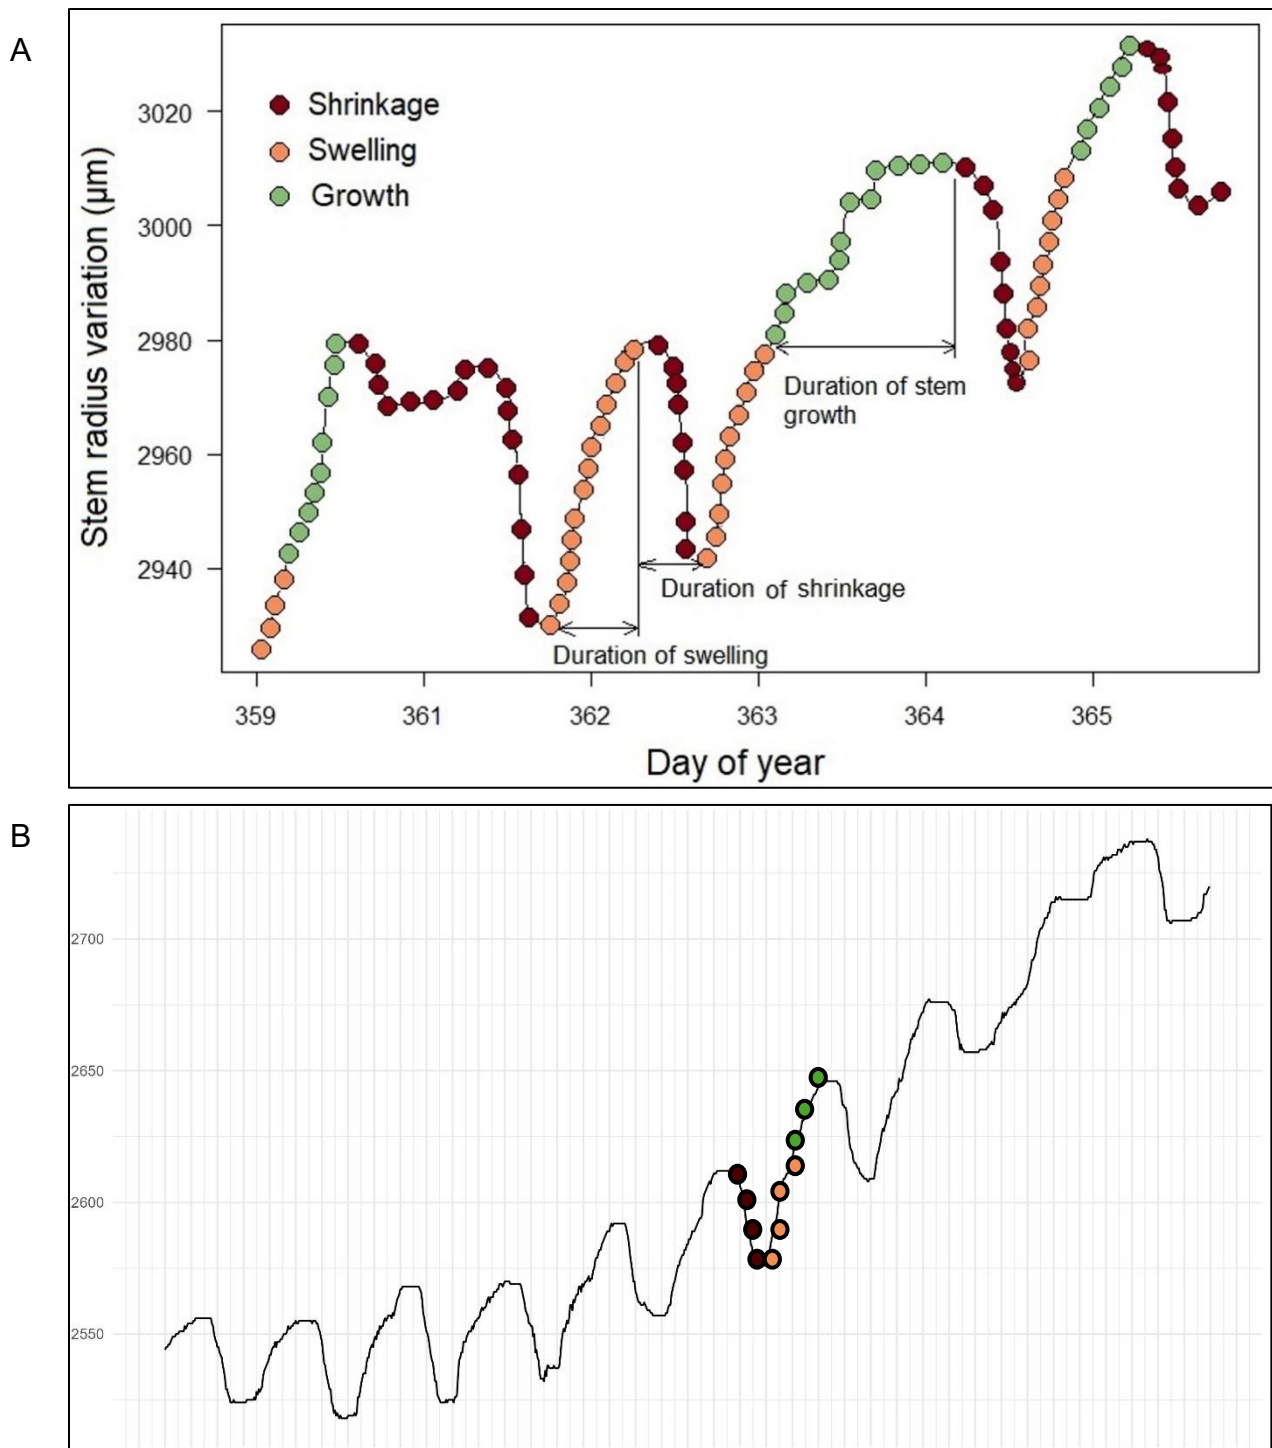 A
Shrinkage
Swelling
Growth
3020
3000
2980
2960
2940
Stem radius variation (µm)
Duration of stem
growth
Duration of shrinkage
Duration of swelling
359 361 362 363 364 365
Day of year
B
2700
2650
2600
2550